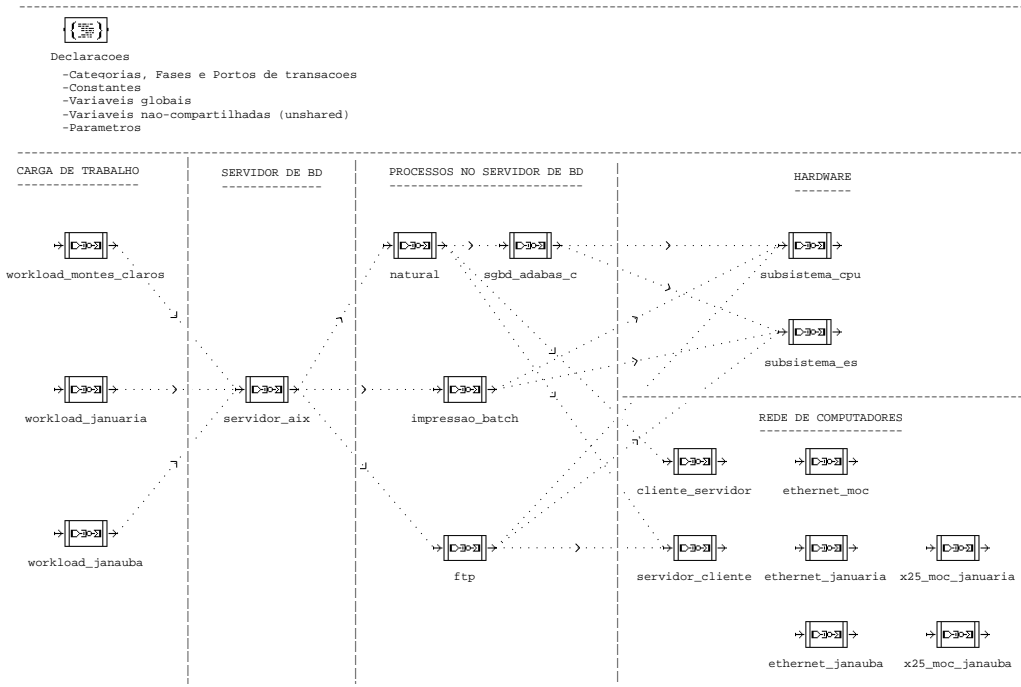 Declaracoes
-Categorias, Fases e Portos de transacoes
-Constantes
-Variaveis globais
-Variaveis nao-compartilhadas (unshared)
-Parametros
CARGA DE TRABALHO
SERVIDOR DE BD
PROCESSOS NO SERVIDOR DE BD
HARDWARE
workload_montes_claros
natural
sgbd_adabas_c
subsistema_cpu
subsistema_es
workload_januaria
servidor_aix
impressao_batch
REDE DE COMPUTADORES
cliente_servidor
ethernet_moc
workload_janauba
ftp
servidor_cliente
ethernet_januaria
x25_moc_januaria
ethernet_janauba
x25_moc_janauba